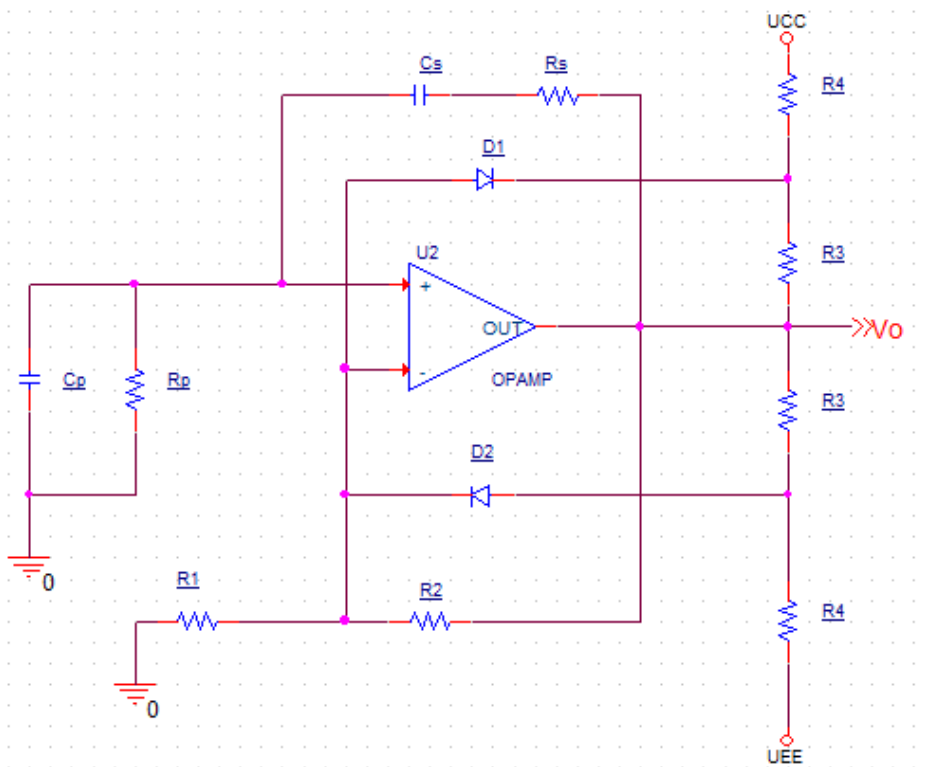 UCC
Cs
Rs
R4
D1
U2
R3
+
OUT
Vo
-
OPAMP
Cp
Rp
R3
D2
0
R1
R2
R4
0
UEE